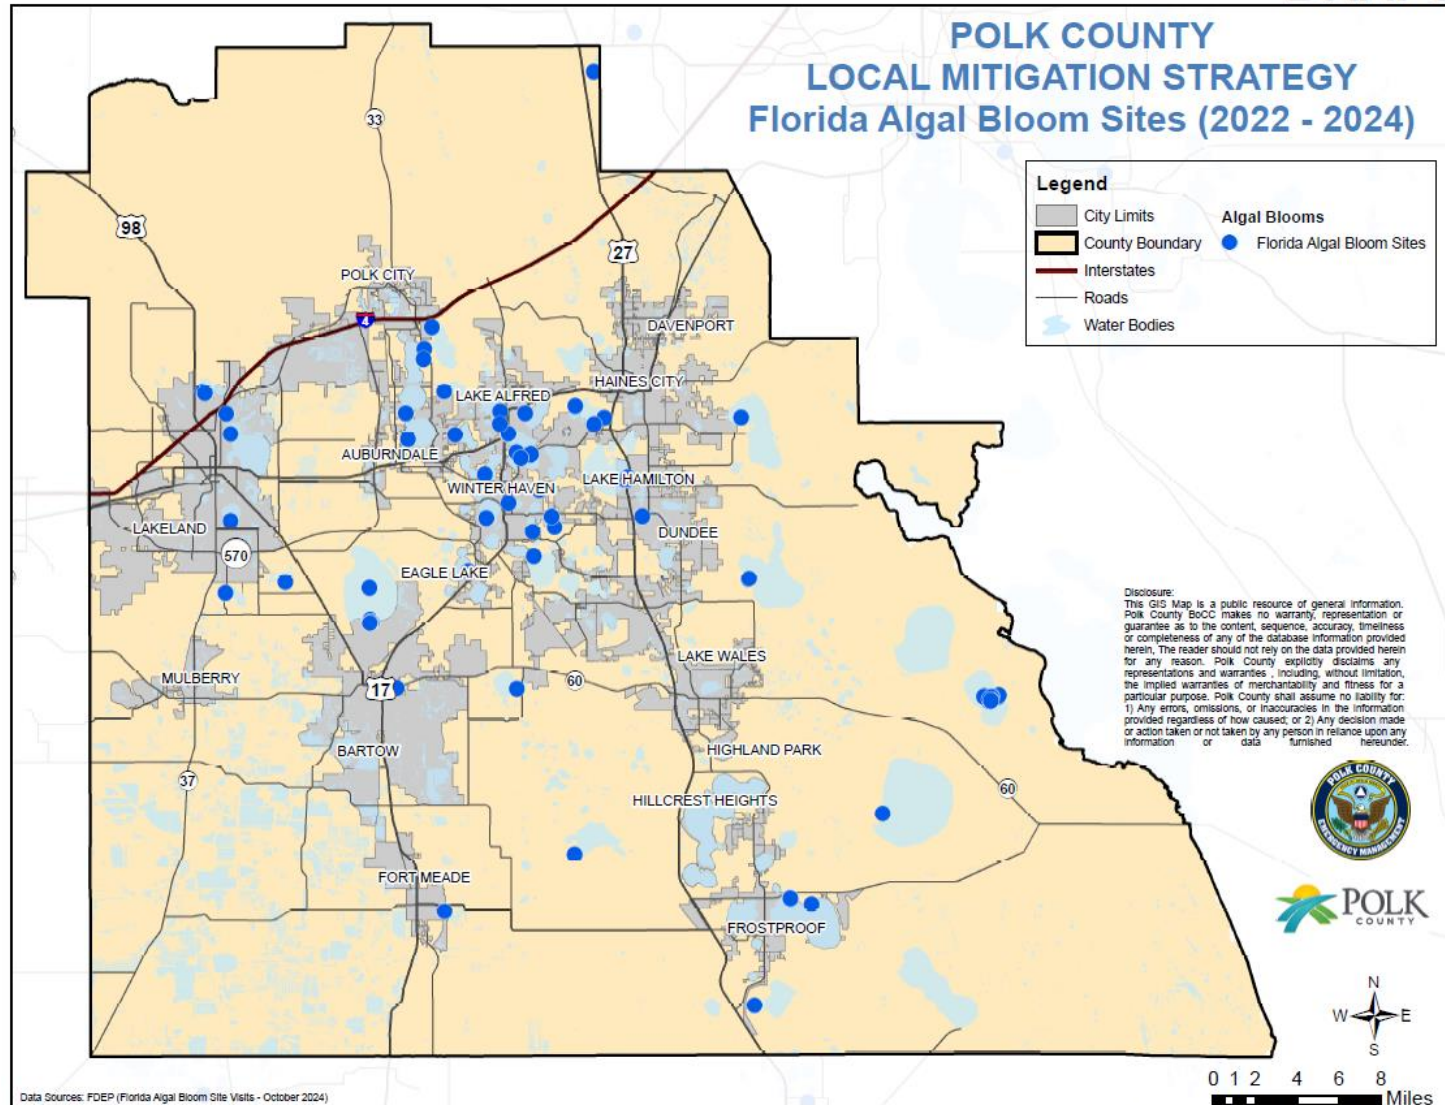 POLK COUNTY
LOCAL MITIGATION STRATEGY
Florida Algal Bloom Sites (2022 - 2024)
Legend
City Limits
County Boundary
Interstates
Roads
Water Bodies
Algal Blooms
Florida Algal Bloom Sites
33
98
27
POLK CITY
4
DAVENPORT
HAINES CITY
LAKE ALFRED
AUBURNDALE
WINTER HAVEN
LAKE HAMILTON
LAKELAND
DUNDEE
570
EAGLE LAKE
LAKE WALES
MULBERRY
17
60
BARTOW
HIGHLAND PARK
37
HILLCREST HEIGHTS
60
FORT MEADE
FROSTPROOF
Disclosure:
This GIS Map is a public resource of general information.
Polk County BoCC makes no warranty, representation or
guarantee as to the content, sequence, accuracy, timeliness
or completeness of any of the database information provided
herein, The reader should not rely on the data provided herein
for any reason. Polk County explicitly disclaims any
representations and warranties , including, without limitation,
the implied warranties of merchantability and fitness for a
particular purpose. Polk County shall assume no liability for:
1) Any errors, omissions, or inaccuracies in the information
provided regardless of how caused; or 2) Any decision made
or action taken or not taken by any person in reliance upon any
information or data furnished hereunder.
POLK COUNTY
EMERGENCY MANAGEMENT
POLK
COUNTY
N
W E
S
0 1 2 4 6 8
Miles
Data Sources: FDEP (Florida Algal Bloom Site Visits - October 2024)